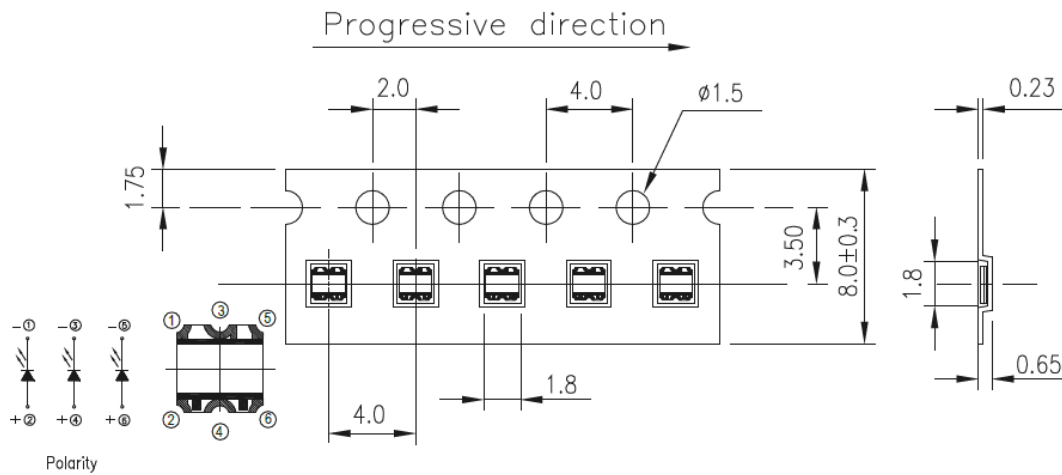 Progressive direction
2.0
4.0
ø1.5
0.23
1.75
3.50
8.0±0.3
1.8
0.65
1.8
4.0
-① -③ -⑤
+② +④ +⑥
① ③ ⑤
② ④ ⑥
Polarity